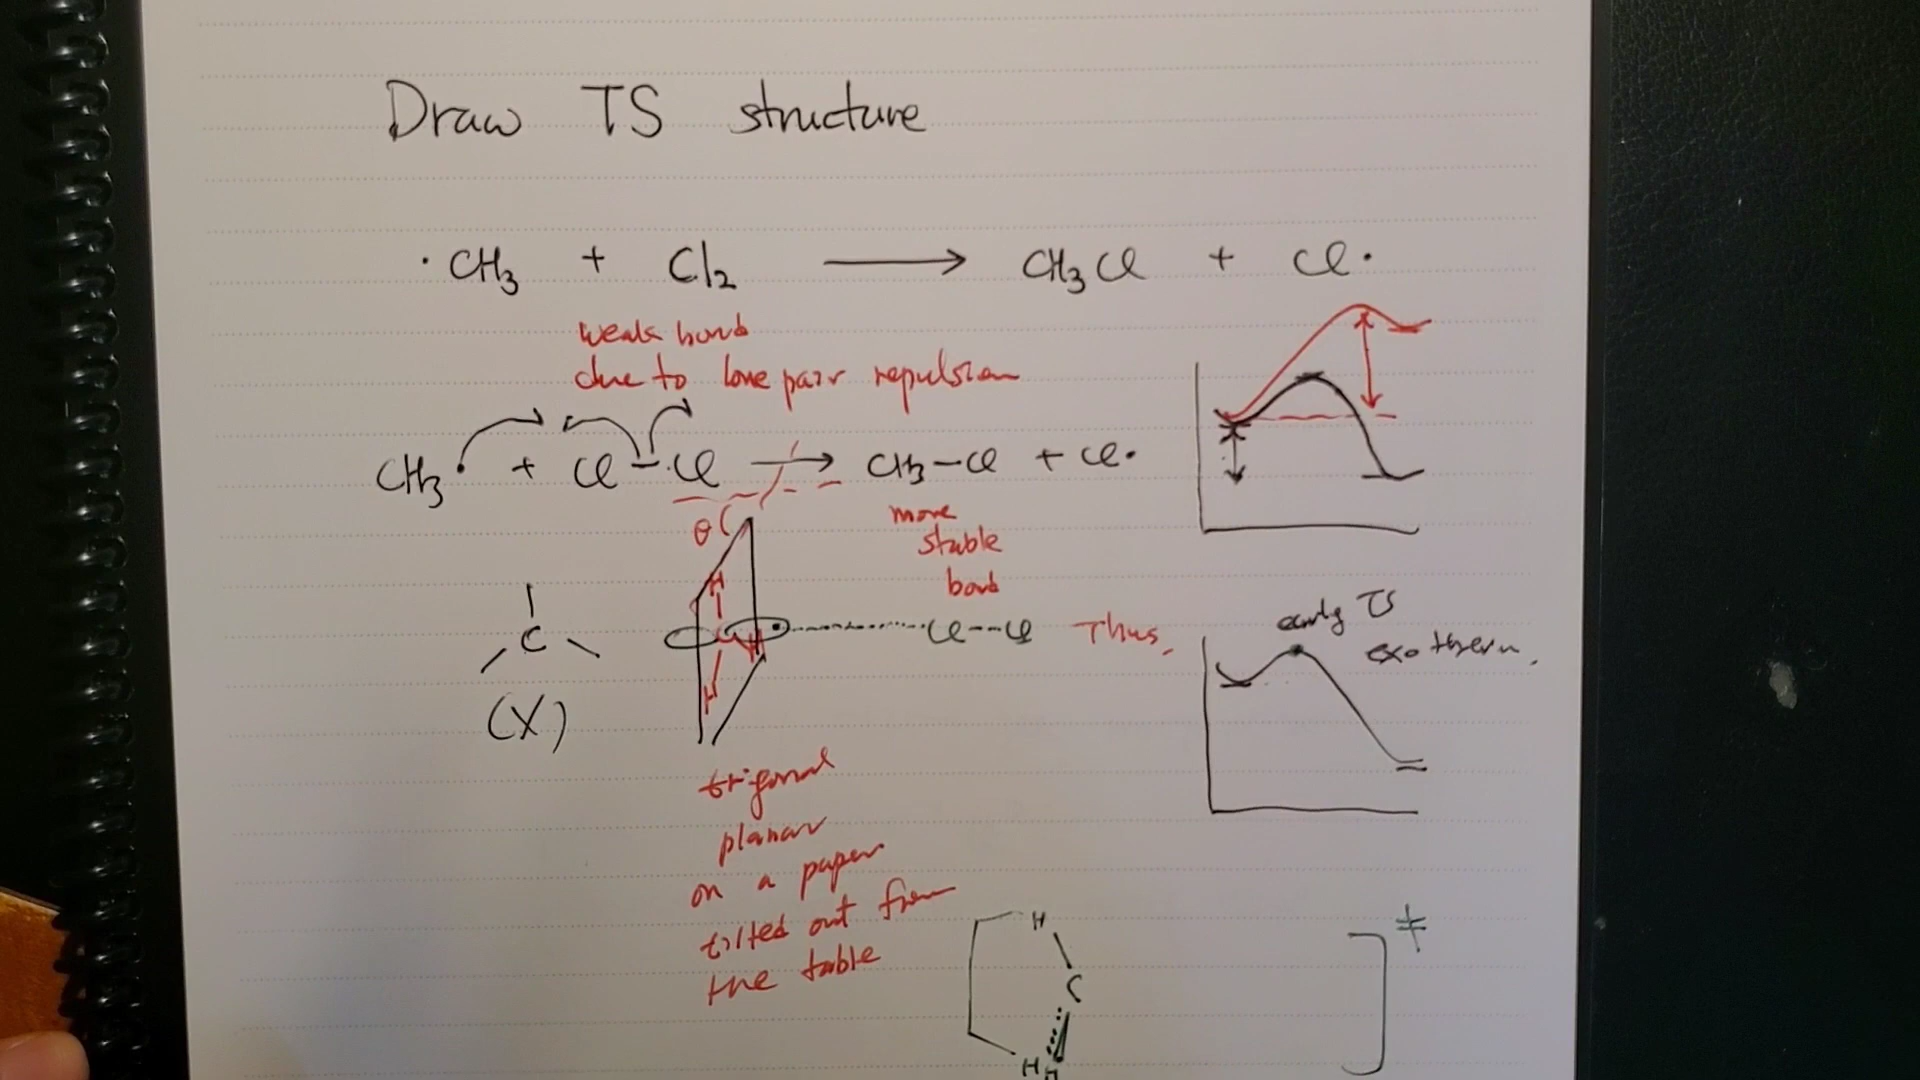 Draw TS structure
· CH3 + Cl2 → CH3Cl + Cl·
weak bond
due to lone pair repulsion
CH3· + Cl–Cl → CH3–Cl + Cl·
θ
more
stable
bond
H
C
C H
Cl--Cl
Thus,
early TS
exotherm.
H
(X)
trigonal
planar
on a paper
tilted out from
the table
H
‡
C
H H